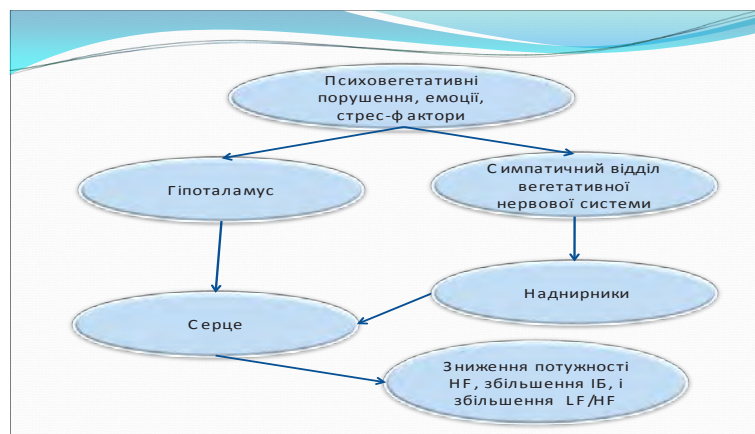 Психовегетативні
порушення, емоції,
стрес-фактори
Гіпоталамус
Симпатичний відділ
вегетативної
нервової системи
Наднирники
Серце
Зниження потужності
HF, збільшення ІБ, і
збільшення LF/HF